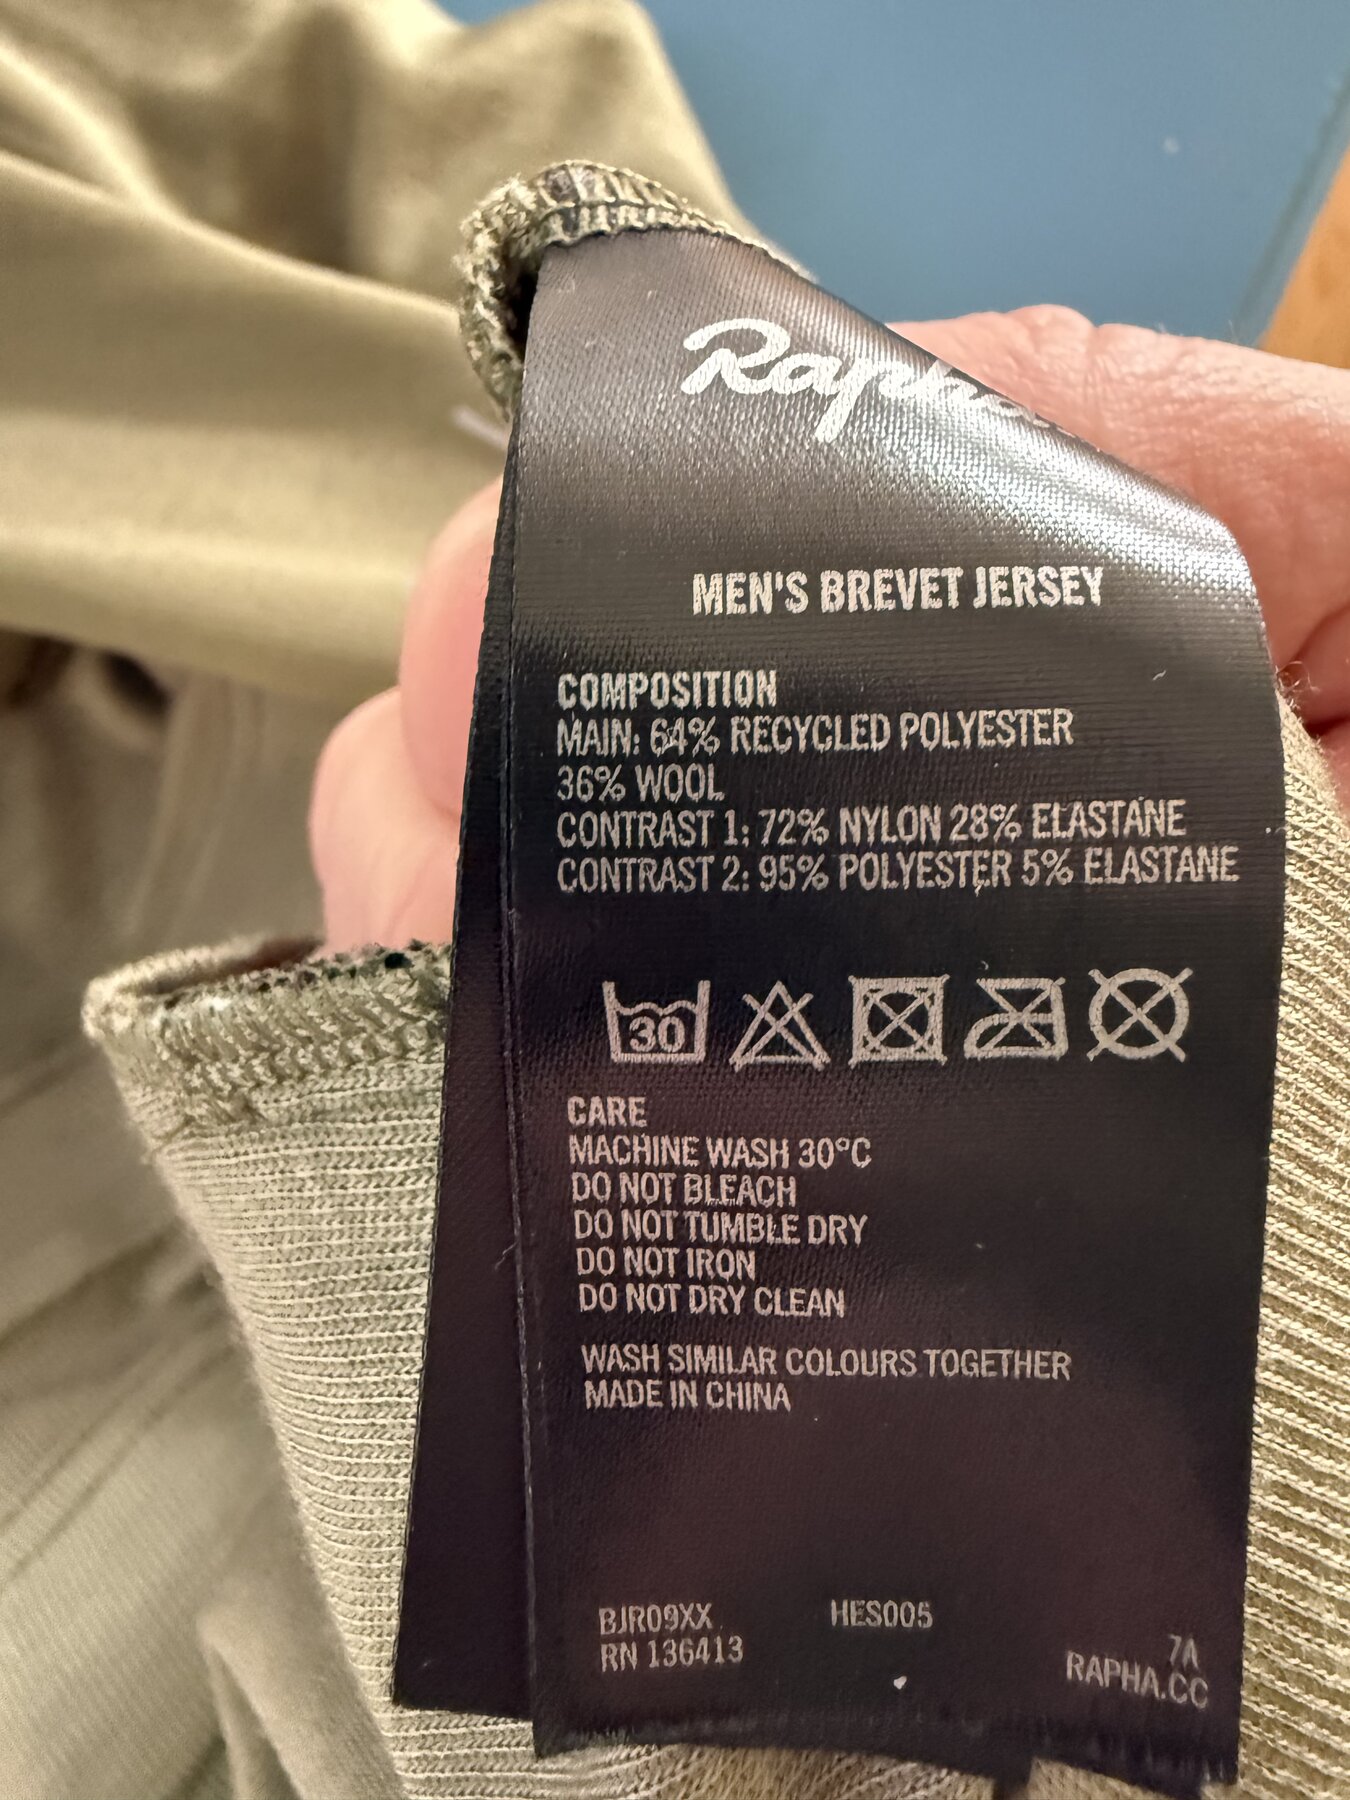 Rapha
MEN'S BREVET JERSEY
COMPOSITION
MAIN: 64% RECYCLED POLYESTER
36% WOOL
CONTRAST 1: 72% NYLON 28% ELASTANE
CONTRAST 2: 95% POLYESTER 5% ELASTANE
30
CARE
MACHINE WASH 30°C
DO NOT BLEACH
DO NOT TUMBLE DRY
DO NOT IRON
DO NOT DRY CLEAN
WASH SIMILAR COLOURS TOGETHER
MADE IN CHINA
BJR09XX HES005
RN 136413 7A
RAPHA.CC